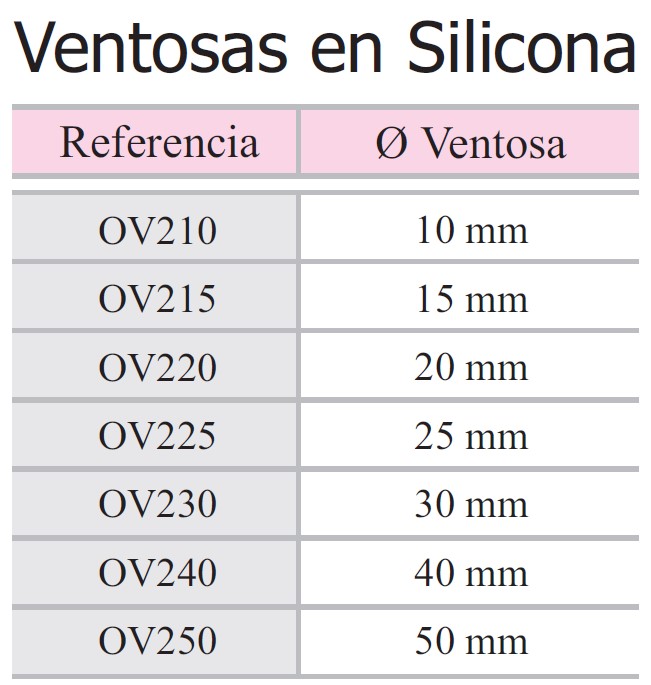 Ventosas en Silicona
Referencia Ø Ventosa
OV210 10 mm
OV215 15 mm
OV220 20 mm
OV225 25 mm
OV230 30 mm
OV240 40 mm
OV250 50 mm